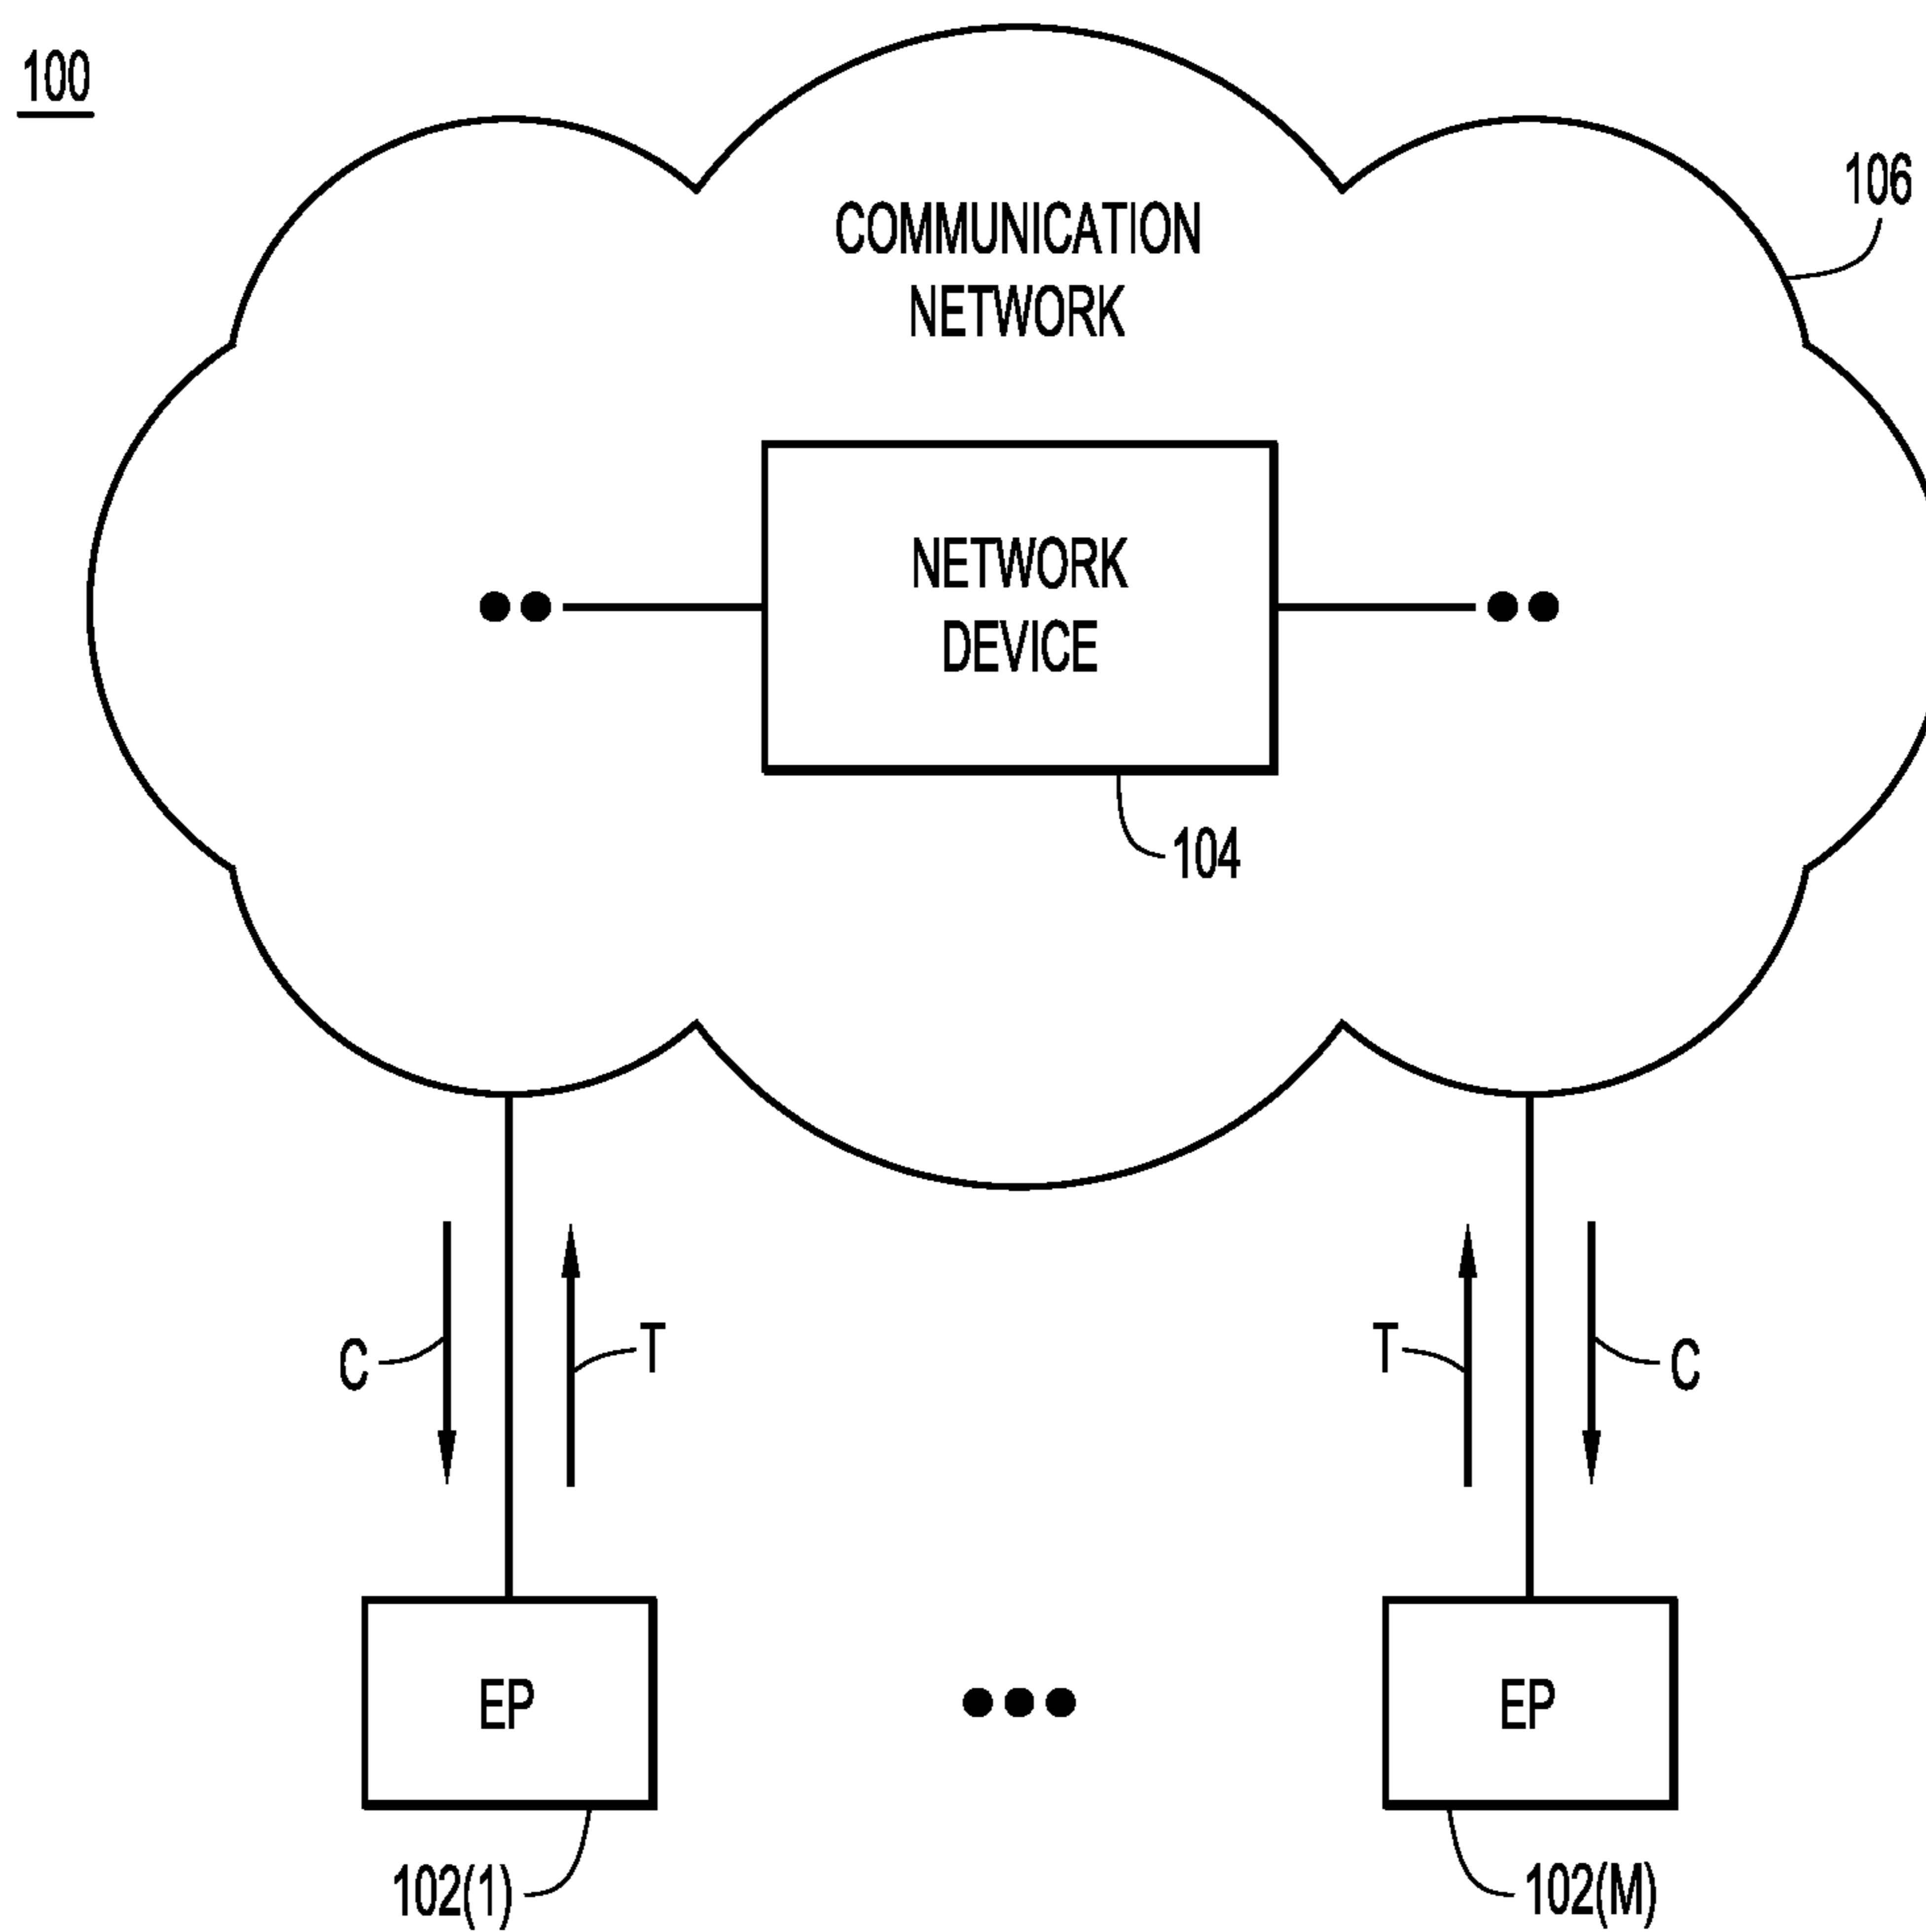 100
106
COMMUNICATION
NETWORK
NETWORK
DEVICE
104
C
T
T
C
EP
EP
102(1)
102(M)